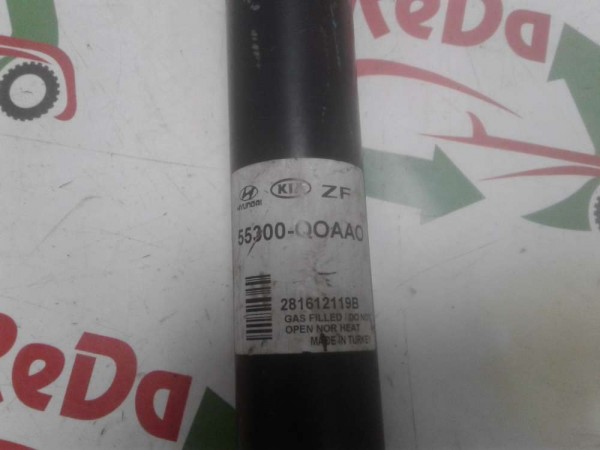 ReDa
HYUNDAI KIA ZF
55300-Q0AA0
281612119B
GAS FILLED / DO NOT
OPEN NOR HEAT
MADE IN TURKEY
ReDa